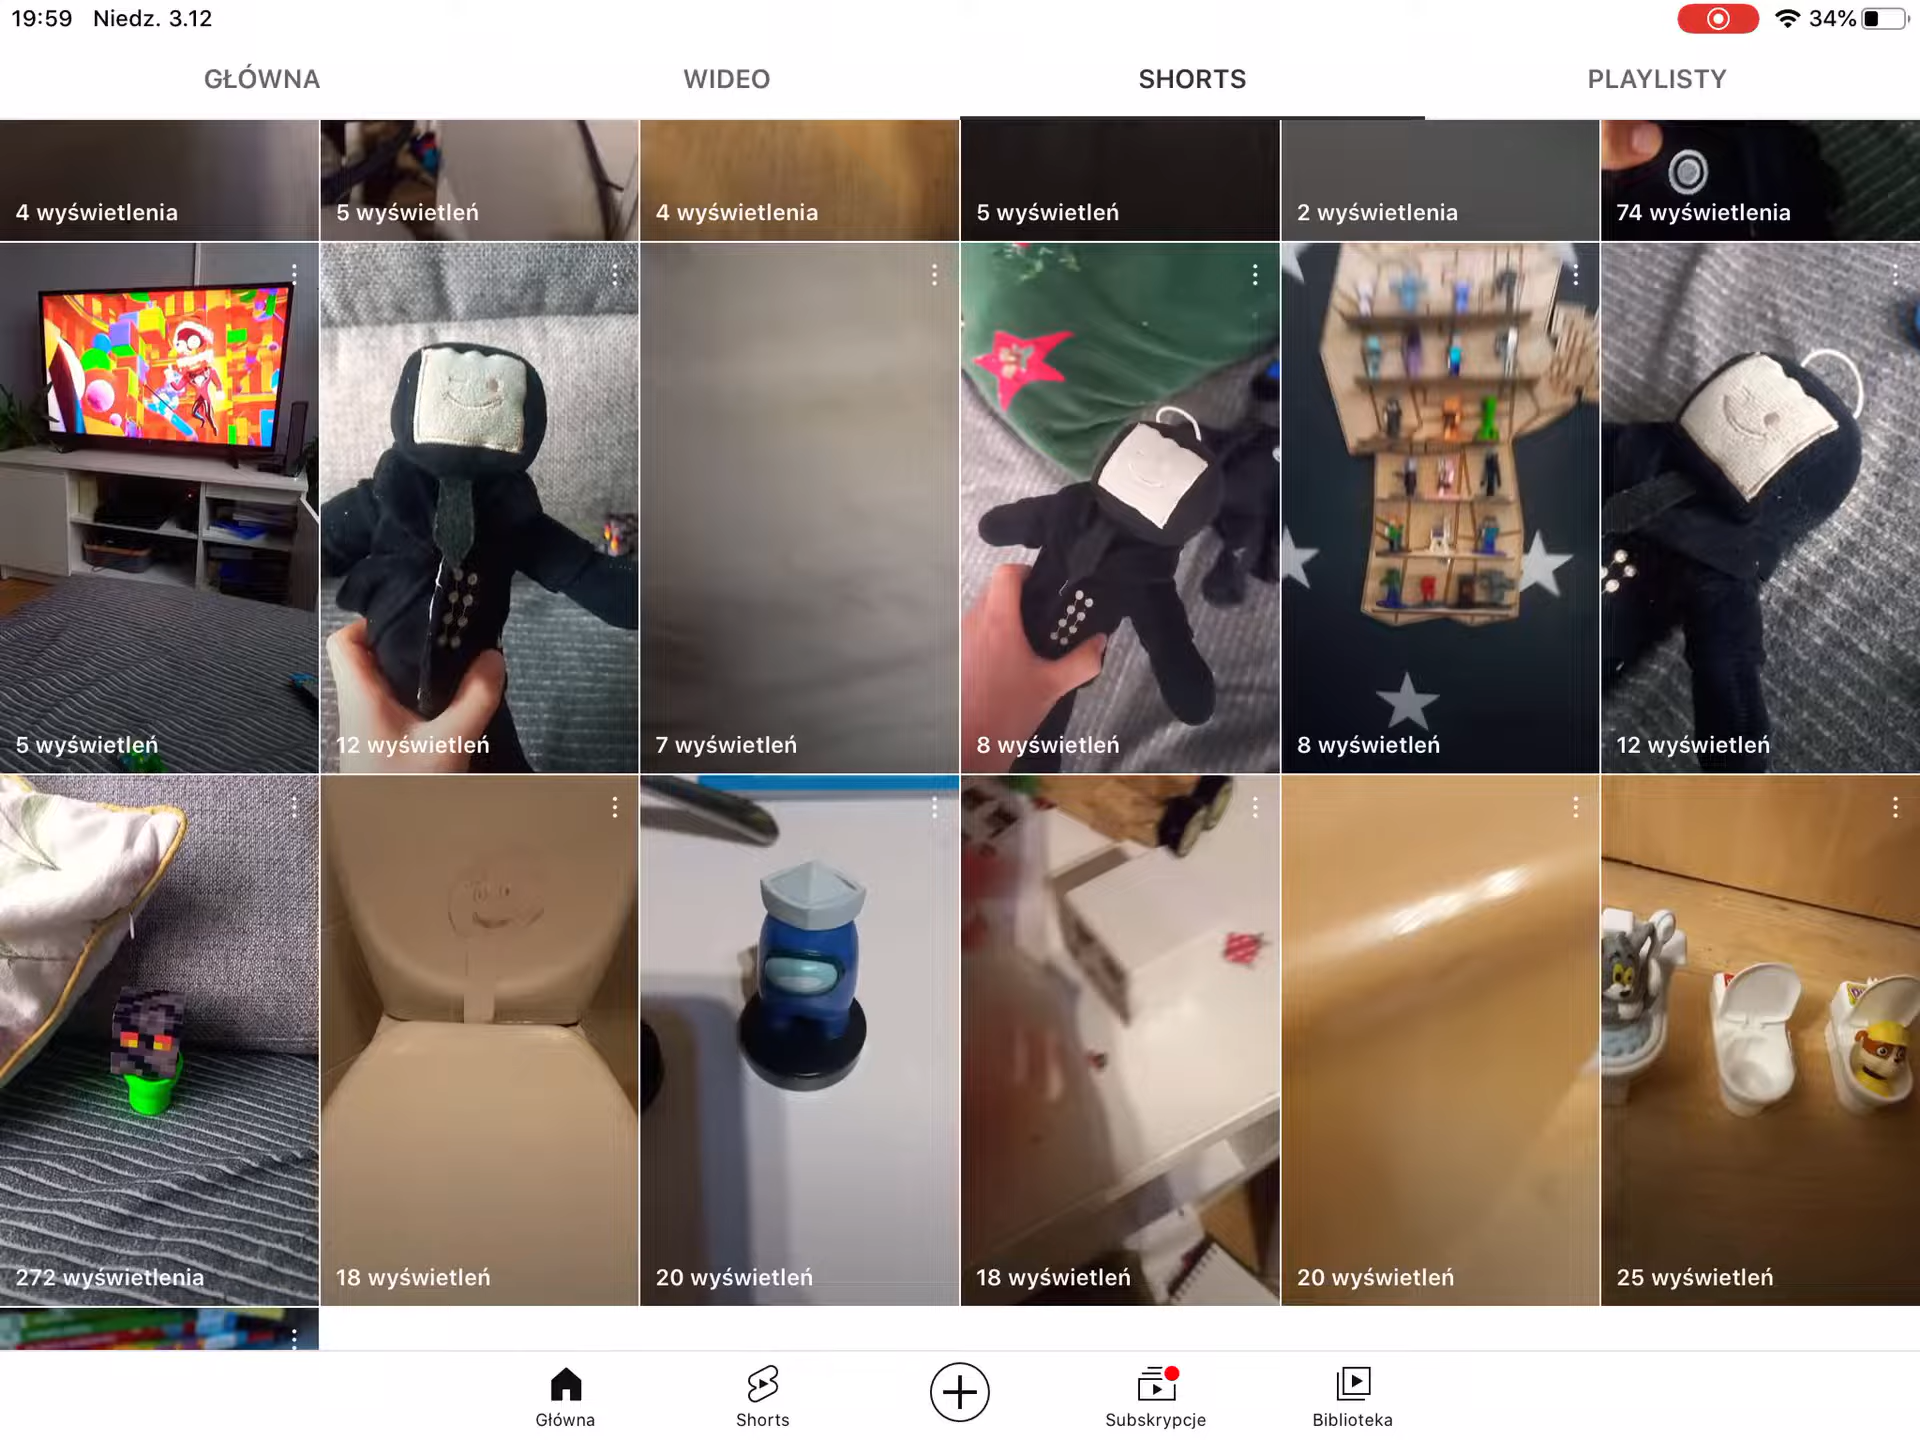 19:59 Niedz. 3.12 34%
GŁÓWNA WIDEO SHORTS PLAYLISTY
4 wyświetlenia 5 wyświetleń 4 wyświetlenia 5 wyświetleń 2 wyświetlenia 74 wyświetlenia
5 wyświetleń 12 wyświetleń 7 wyświetleń 8 wyświetleń 8 wyświetleń 12 wyświetleń
272 wyświetlenia 18 wyświetleń 20 wyświetleń 18 wyświetleń 20 wyświetleń 25 wyświetleń
Główna Shorts Subskrypcje Biblioteka